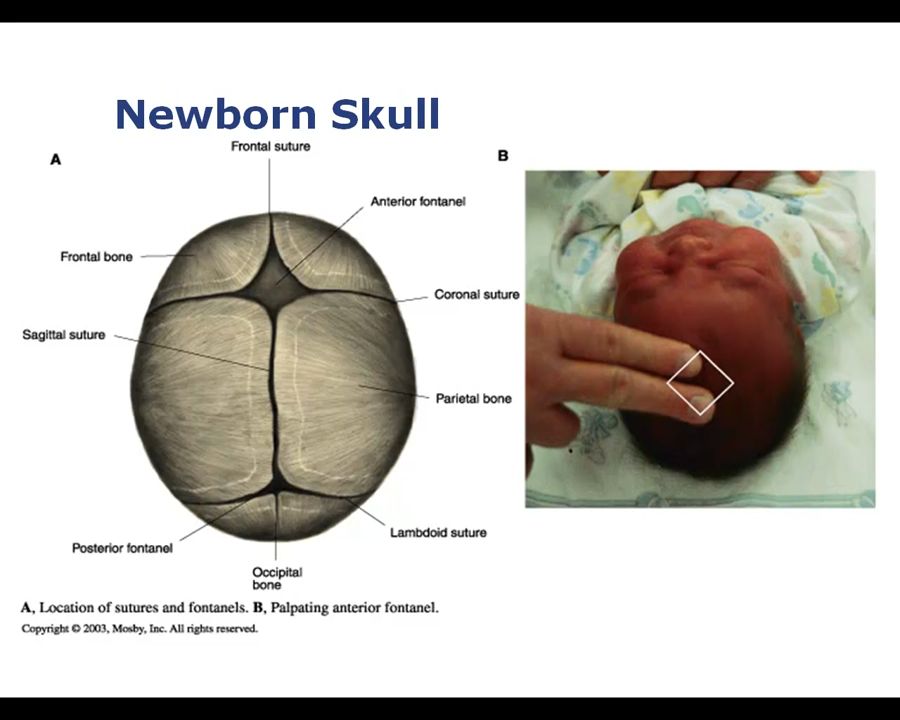 Newborn Skull
A
Frontal suture
B
Anterior fontanel
Frontal bone
Coronal suture
Sagittal suture
Parietal bone
Lambdoid suture
Posterior fontanel
Occipital
bone
A, Location of sutures and fontanels. B, Palpating anterior fontanel.
Copyright © 2003, Mosby, Inc. All rights reserved.